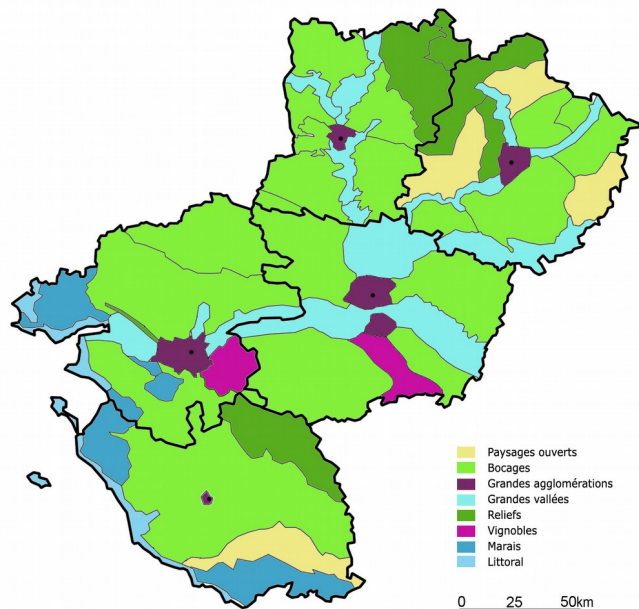 Paysages ouverts
Bocages
Grandes agglomérations
Grandes vallées
Reliefs
Vignobles
Marais
Littoral
0 25 50km